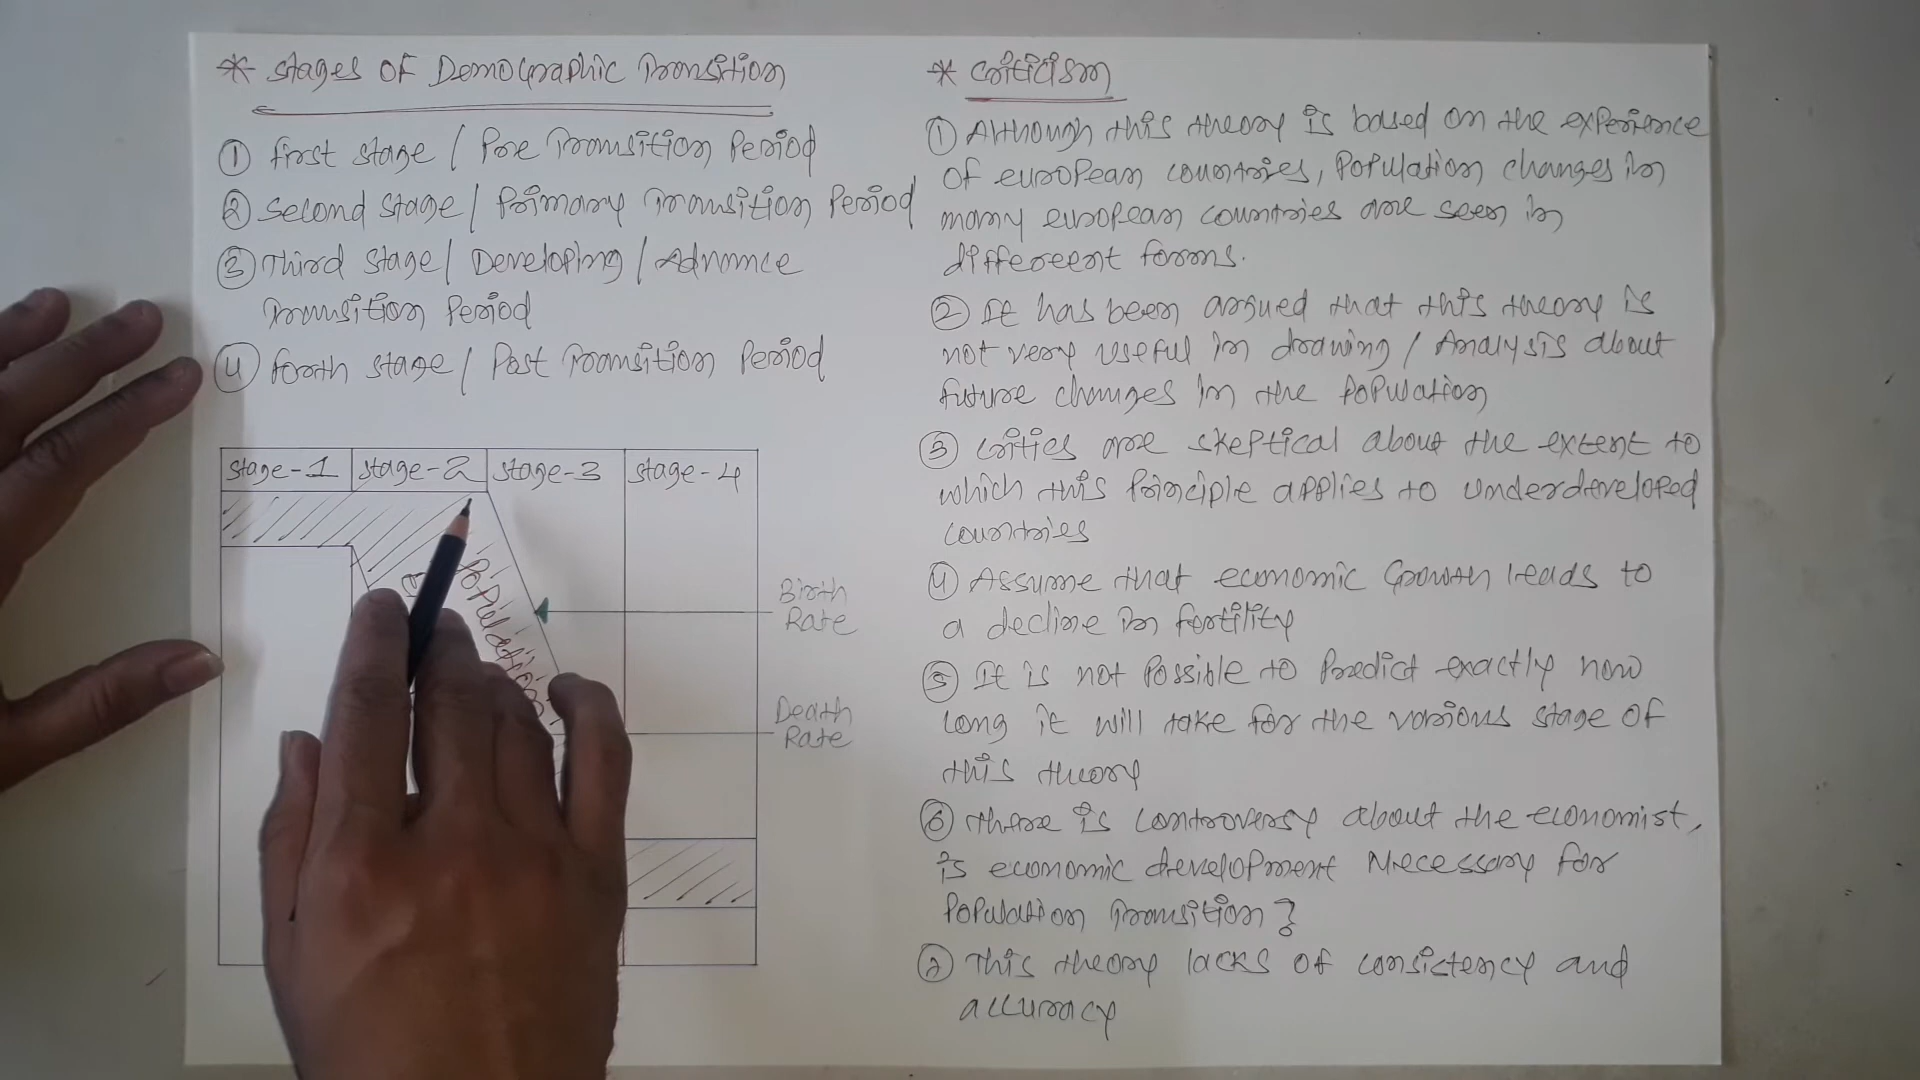 * Stages of Demographic Transition
① first stage / Pre Transition Period
② Second stage / Primary Transition Period
③ Third stage / Developing / Advance
Transition Period
④ forth stage / Post Transition Period
stage-1 stage-2 stage-3 stage-4
Population
Birth
Rate
Death
Rate
* Criticism
① Although this theory is based on the experience
of european countries, Population changes in
many european countries are seen in
differeent forms.
② It has been argued that this theory is
not very useful in drawing / Analysis about
future changes in the population
③ Critics are skeptical about the extent to
which this Principle applies to underdeveloped
countries
④ Assume that economic Growth leads to
a decline in fertility
⑤ It is not Possible to Predict exactly how
long it will take for the various stage of
this theory
⑥ There is controversy about the economist,
is economic development Necessary for
Population Transition?
⑦ This theory lacks of consistency and
accuracy